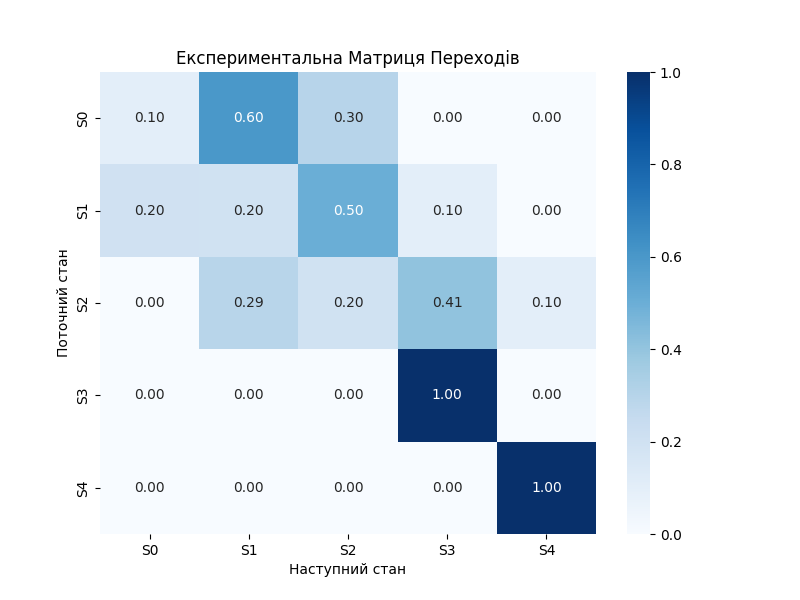 Експериментальна Матриця Переходів
S0 0.10 0.60 0.30 0.00 0.00
S1 0.20 0.20 0.50 0.10 0.00
S2 0.00 0.29 0.20 0.41 0.10
S3 0.00 0.00 0.00 1.00 0.00
S4 0.00 0.00 0.00 0.00 1.00
S0 S1 S2 S3 S4
Наступний стан
Поточний стан
1.0
0.8
0.6
0.4
0.2
0.0